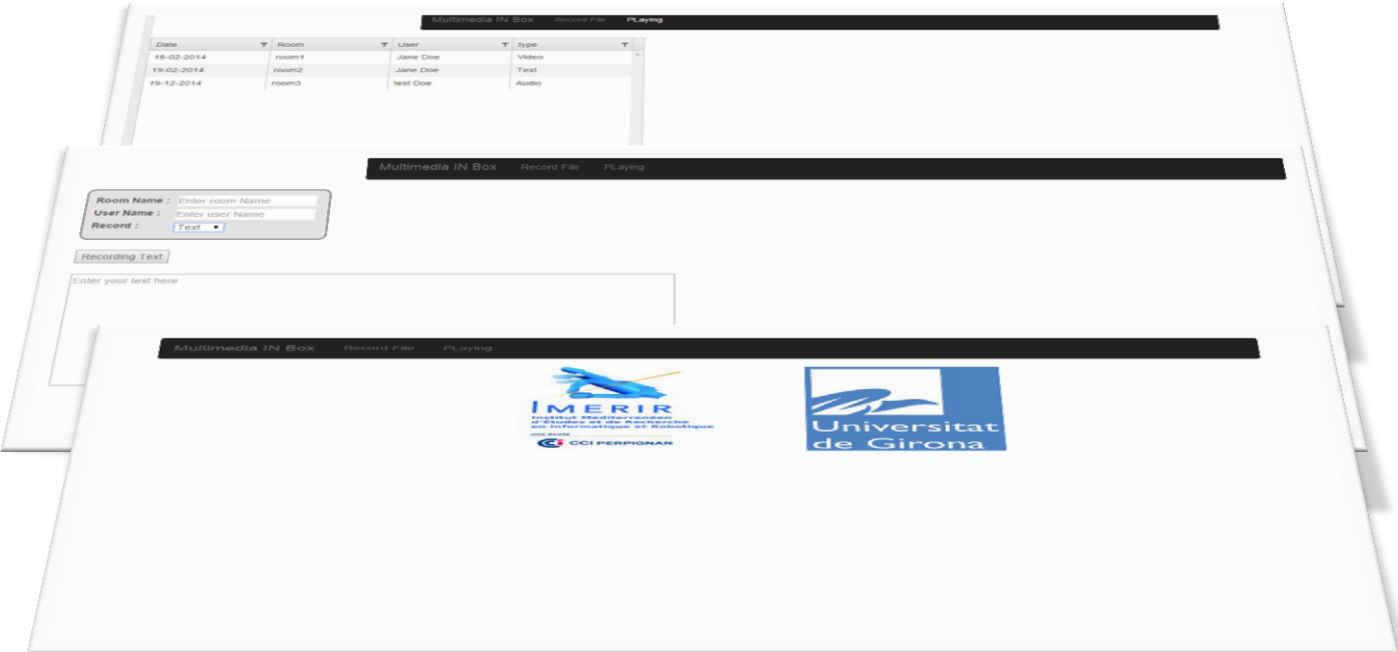 Multimedia IN Box Record File PLaying
Date Room User type
18-02-2014 room1 Jane Doe Video
19-02-2014 room2 Jane Doe Text
19-12-2014 room3 test Doe Audio
Multimedia IN Box Record File PLaying
Room Name : Enter room Name
User Name : Enter user Name
Record : Text
Recording Text
Enter your text here
Multimedia IN Box Record File PLaying
IMERIR
Institut Méditerranéen
d'Études et de Recherche
en Informatique et Robotique
une école
CCI PERPIGNAN
Universitat
de Girona